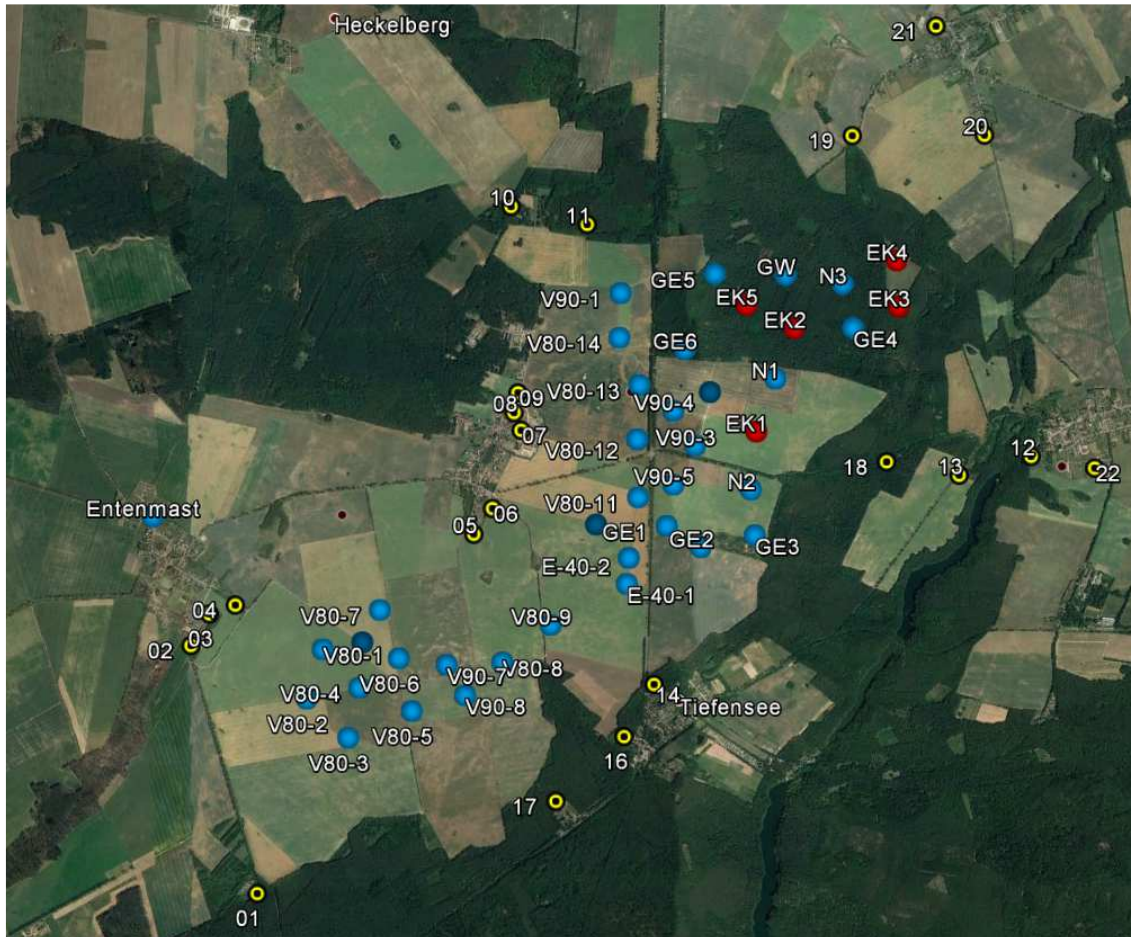 Heckelberg
21
19
20
10
11
EK4
GE5
GW
N3
EK5
EK3
V90-1
EK2
GE4
V80-14
GE6
N1
V80-13
09
08
V90-4
07
EK1
V90-3
V80-12
12
18
13
22
V90-5
N2
V80-11
Entenmast
06
05
GE1
GE2
GE3
E-40-2
E-40-1
04
V80-7
V80-9
03
02
V80-1
V80-8
V90-7
V80-6
V80-4
14
V90-8
Tiefensee
V80-2
V80-5
16
V80-3
17
01